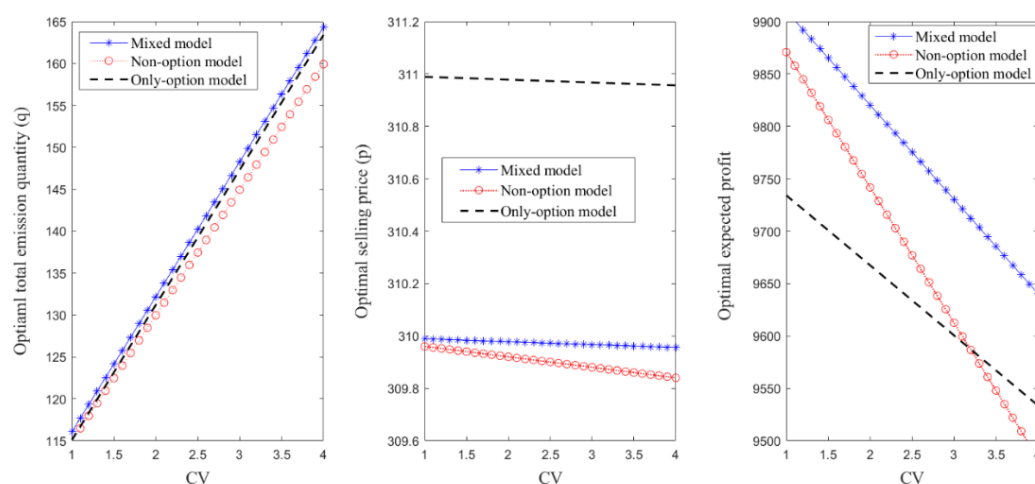 Optiaml total emission quantity (q)
165
160
155
150
145
140
135
130
125
120
115
1 1.5 2 2.5 3 3.5 4
CV
Mixed model
Non-option model
Only-option model
Optimal selling price (p)
311.2
311
310.8
310.6
310.4
310.2
310
309.8
309.6
1 1.5 2 2.5 3 3.5 4
CV
Mixed model
Non-option model
Only-option model
Optimal expected profit
9900
9850
9800
9750
9700
9650
9600
9550
9500
1 1.5 2 2.5 3 3.5 4
CV
Mixed model
Non-option model
Only-option model